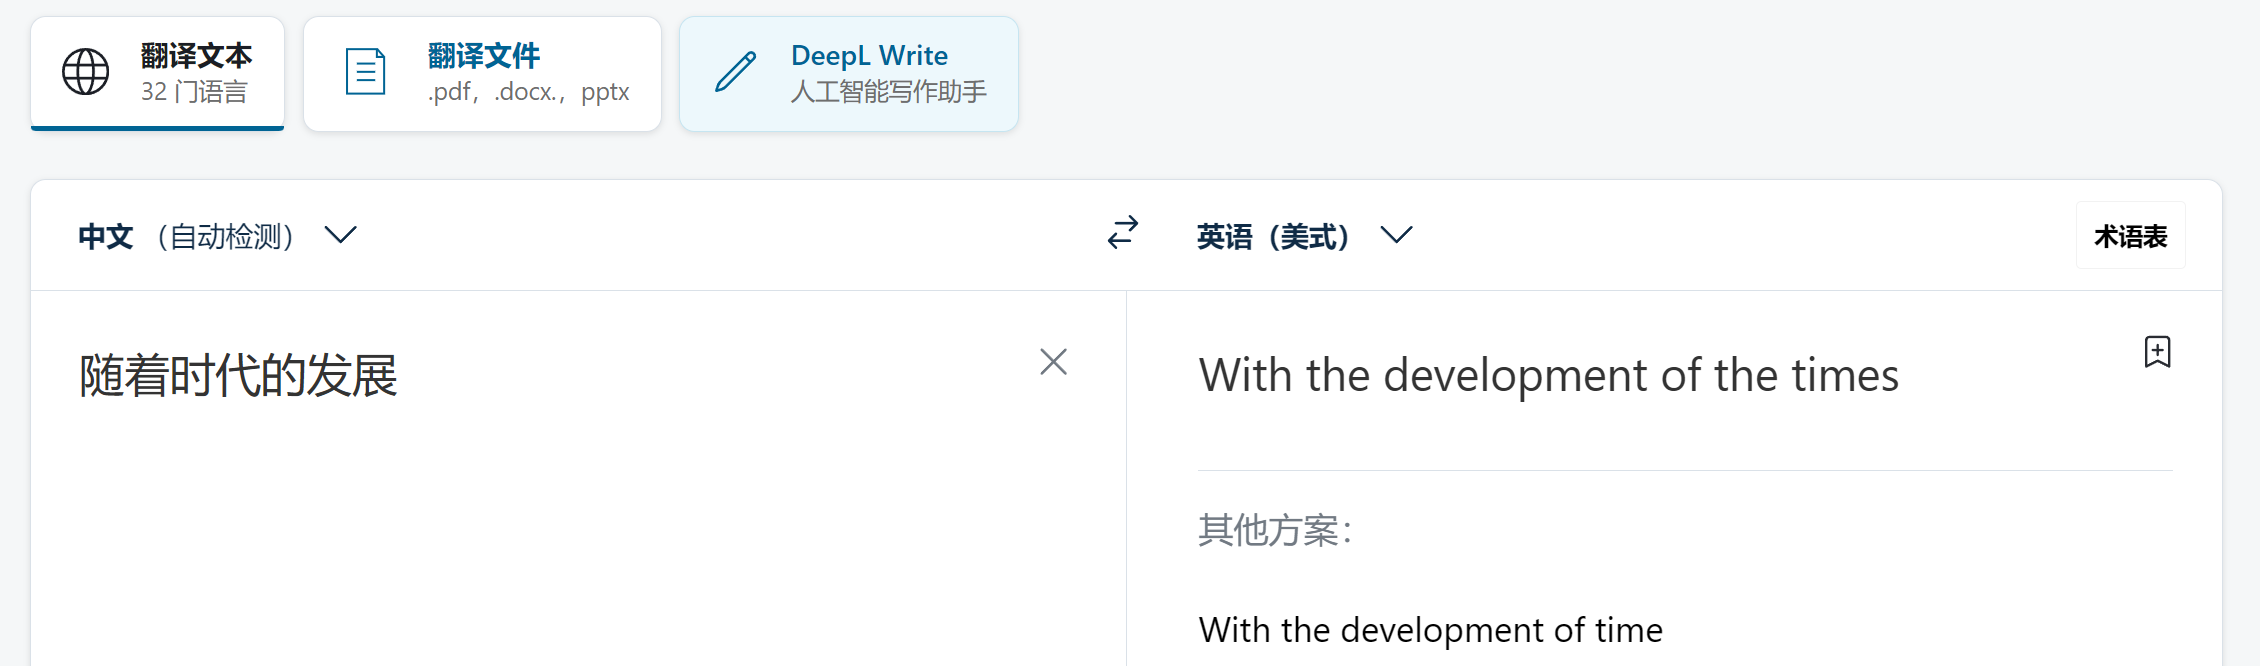 翻译文本
32 门语言
翻译文件
.pdf，.docx.，pptx
DeepL Write
人工智能写作助手
中文 （自动检测）
英语（美式）
术语表
随着时代的发展
With the development of the times
其他方案：
With the development of time